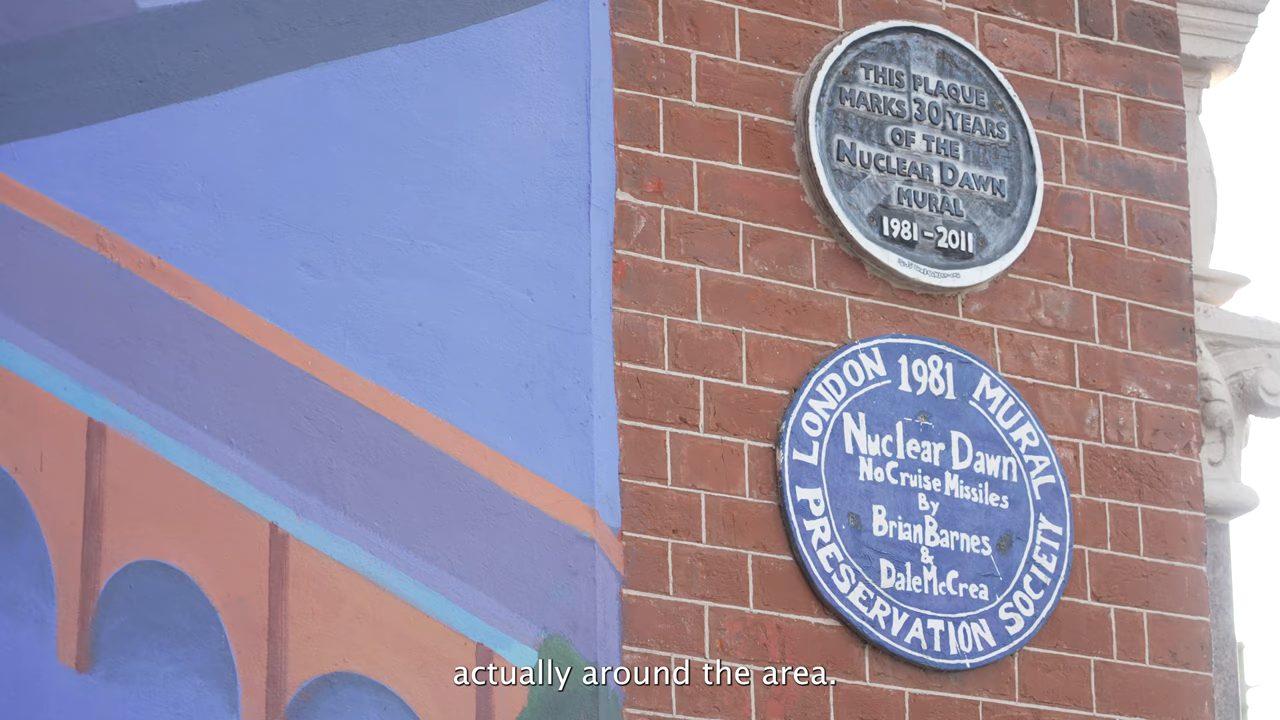 THIS PLAQUE
MARKS 30 YEARS
OF THE
NUCLEAR DAWN
MURAL
1981-2011
LONDON 1981 MURAL
PRESERVATION SOCIETY
Nuclear Dawn
No Cruise Missiles
By
Brian Barnes
&
Dale McCrea
actually around the area.